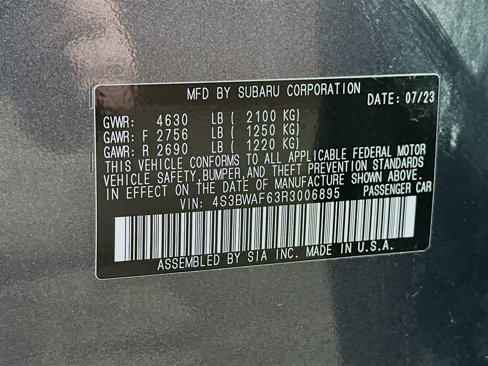 MFD BY SUBARU CORPORATION
DATE: 07/23
GVWR: 4630 LB ( 2100 KG)
GAWR: F 2756 LB ( 1250 KG)
GAWR: R 2690 LB ( 1220 KG)
THIS VEHICLE CONFORMS TO ALL APPLICABLE FEDERAL MOTOR
VEHICLE SAFETY, BUMPER, AND THEFT PREVENTION STANDARDS
IN EFFECT ON THE DATE OF MANUFACTURE SHOWN ABOVE.
VIN: 4S3BWAF63R3006895 PASSENGER CAR
ASSEMBLED BY SIA INC. MADE IN U.S.A.